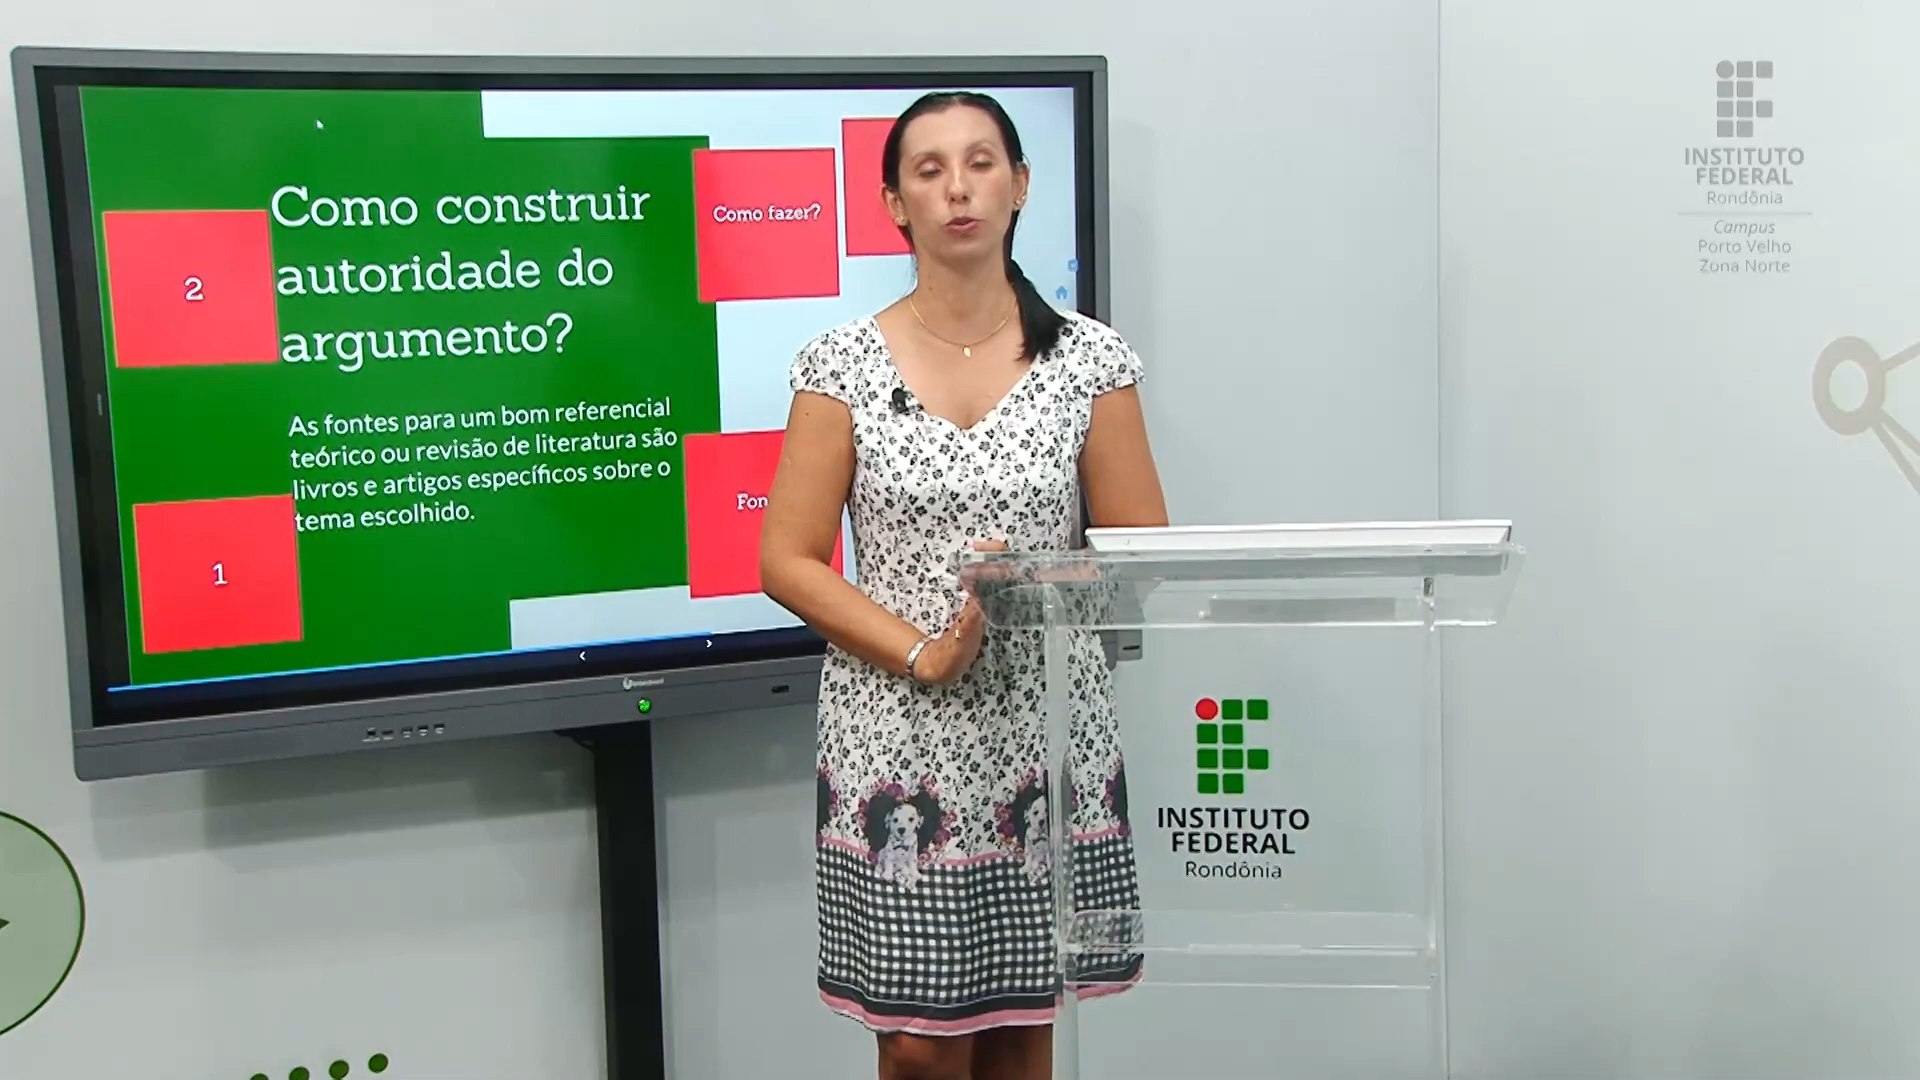 2
1
Como construir
autoridade do
argumento?
As fontes para um bom referencial
teórico ou revisão de literatura são
livros e artigos específicos sobre o
tema escolhido.
Como fazer?
INSTITUTO
FEDERAL
Rondônia
Campus
Porto Velho
Zona Norte
INSTITUTO
FEDERAL
Rondônia